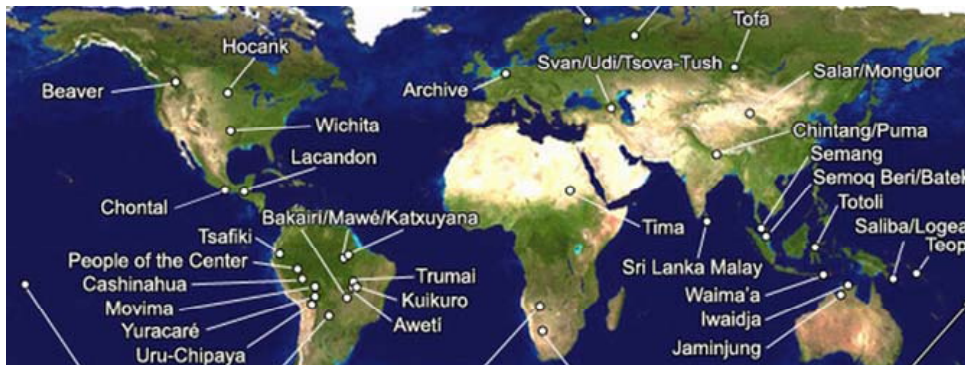 Tofa
Hocank
Svan/Udi/Tsova-Tush
Salar/Monguor
Beaver
Archive
Wichita
Chintang/Puma
Lacandon
Semang
Semoq Beri/Batek
Chontal
Totoli
Bakairi/Mawé/Katxuyana
Tima
Saliba/Logea
Tsafiki
Teop
People of the Center
Sri Lanka Malay
Cashinahua
Trumai
Waima'a
Movima
Kuikuro
Iwaidja
Yuracaré
Awetí
Uru-Chipaya
Jaminjung